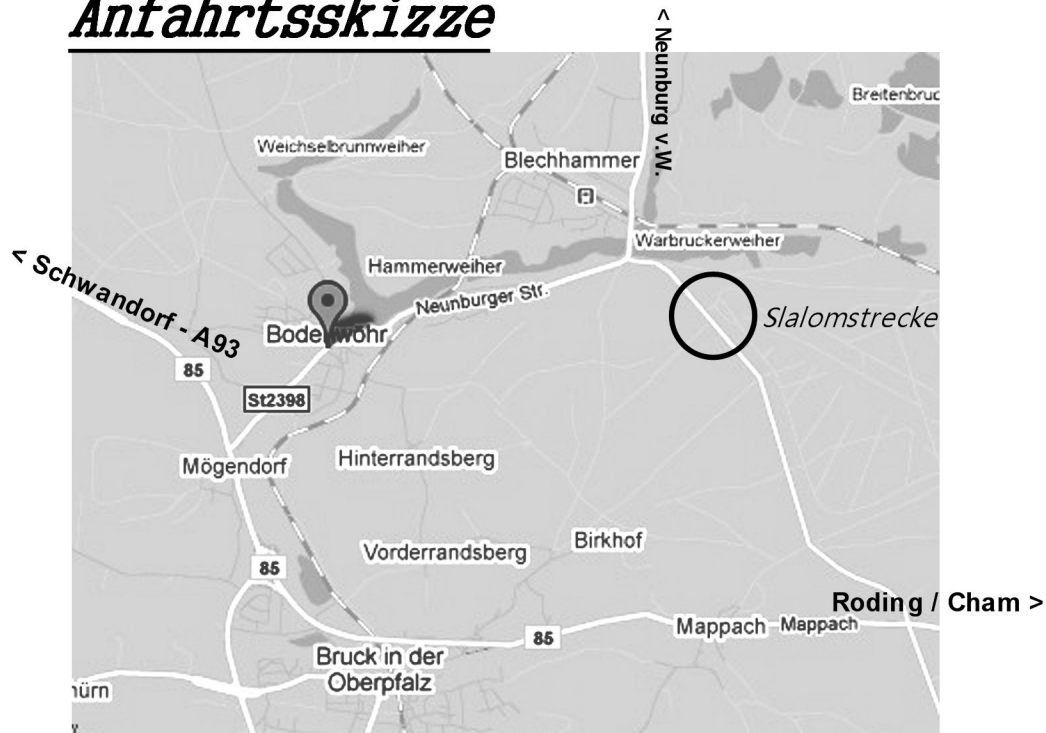 Anfahrtsskizze
< Neunburg v.W.
Breitenbruc
Weichselbrunnweiher
Blechhammer
Warbruckerweiher
< Schwandorf - A93
Hammerweiher
Neunburger Str.
Slalomstrecke
Bodenwöhr
85
St2398
Mögendorf
Hinterrandsberg
Birkhof
Vorderrandsberg
85
Roding / Cham >
Mappach
Mappach
85
Bruck in der
Oberpfalz
hürn